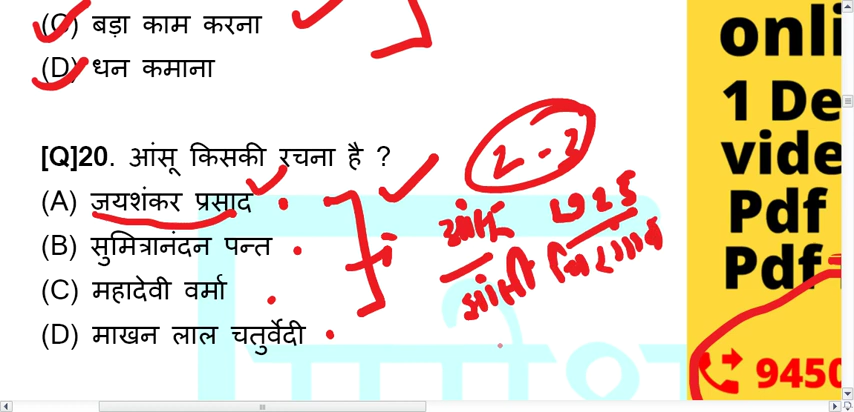 (C) बड़ा काम करना
(D) धन कमाना
[Q]20. आंसू किसकी रचना है ?
(A) जयशंकर प्रसाद
(B) सुमित्रानंदन पन्त
(C) महादेवी वर्मा
(D) माखन लाल चतुर्वेदी
2-3
आंसू 1925
झांसी चिरगांव
onli
1 De
vide
Pdf
Pdf
9450